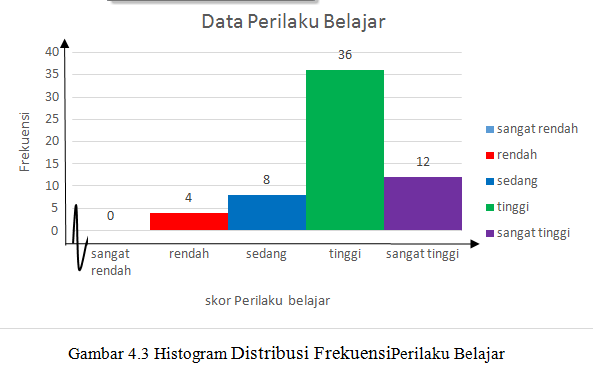 Data Perilaku Belajar
40
35
30
25
20
15
10
5
0
Frekuensi
0
4
8
36
12
sangat
rendah
rendah
sedang
tinggi
sangat tinggi
skor Perilaku belajar
sangat rendah
rendah
sedang
tinggi
sangat tinggi
Gambar 4.3 Histogram Distribusi FrekuensiPerilaku Belajar